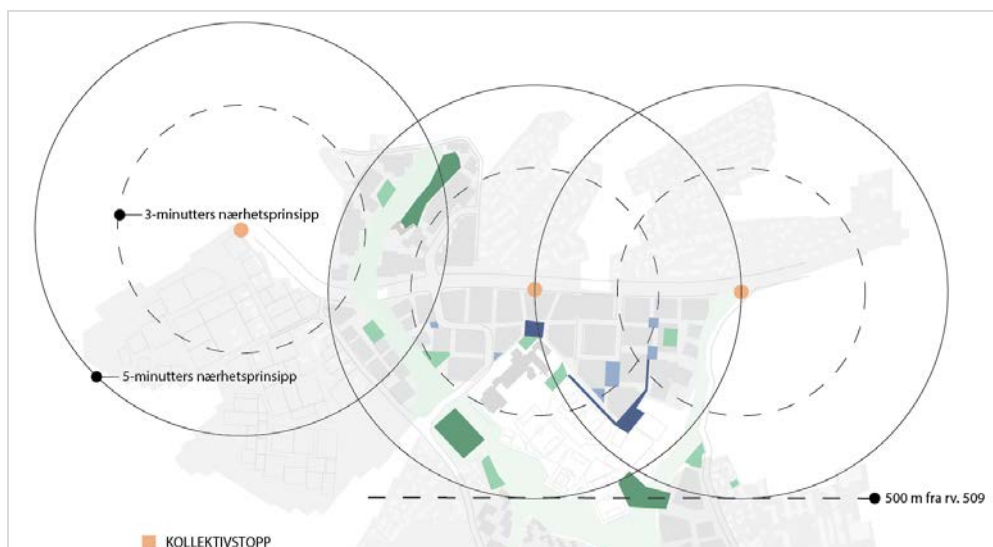 3-minutters nærhetsprinsipp
5-minutters nærhetsprinsipp
500 m fra rv. 509
KOLLEKTIVSTOPP